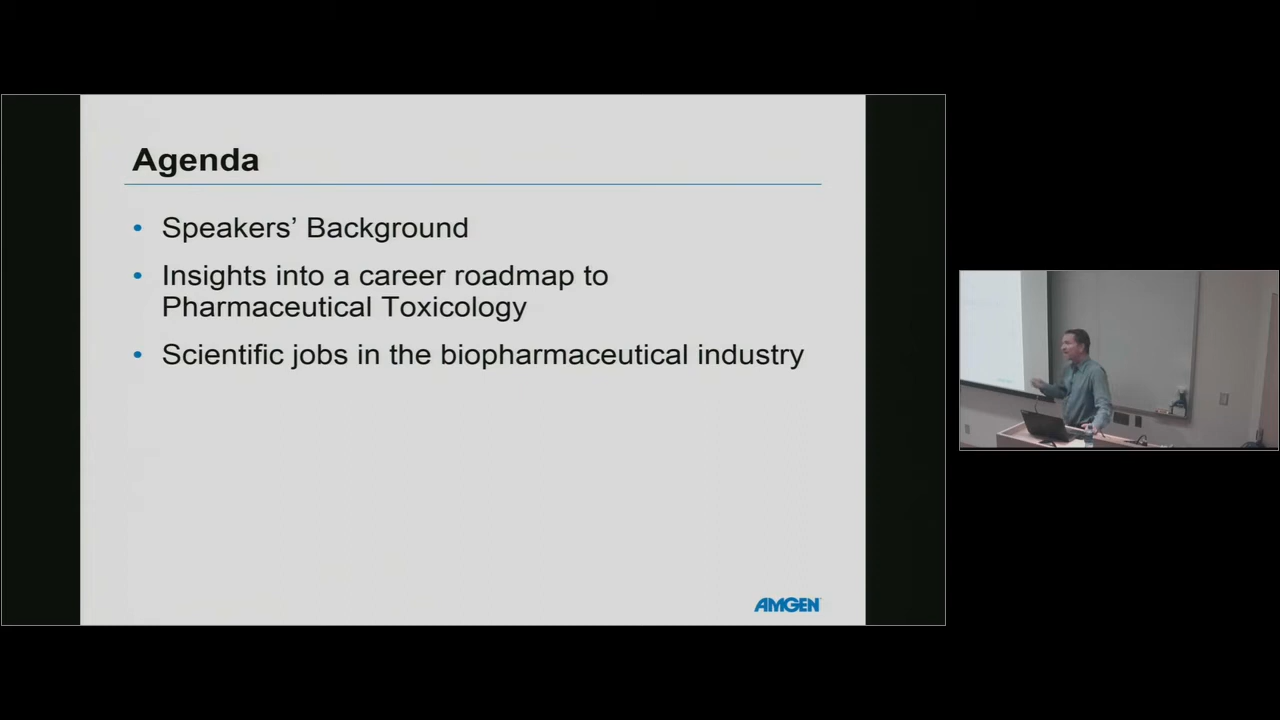 Agenda
• Speakers’ Background
• Insights into a career roadmap to
Pharmaceutical Toxicology
• Scientific jobs in the biopharmaceutical industry
AMGEN